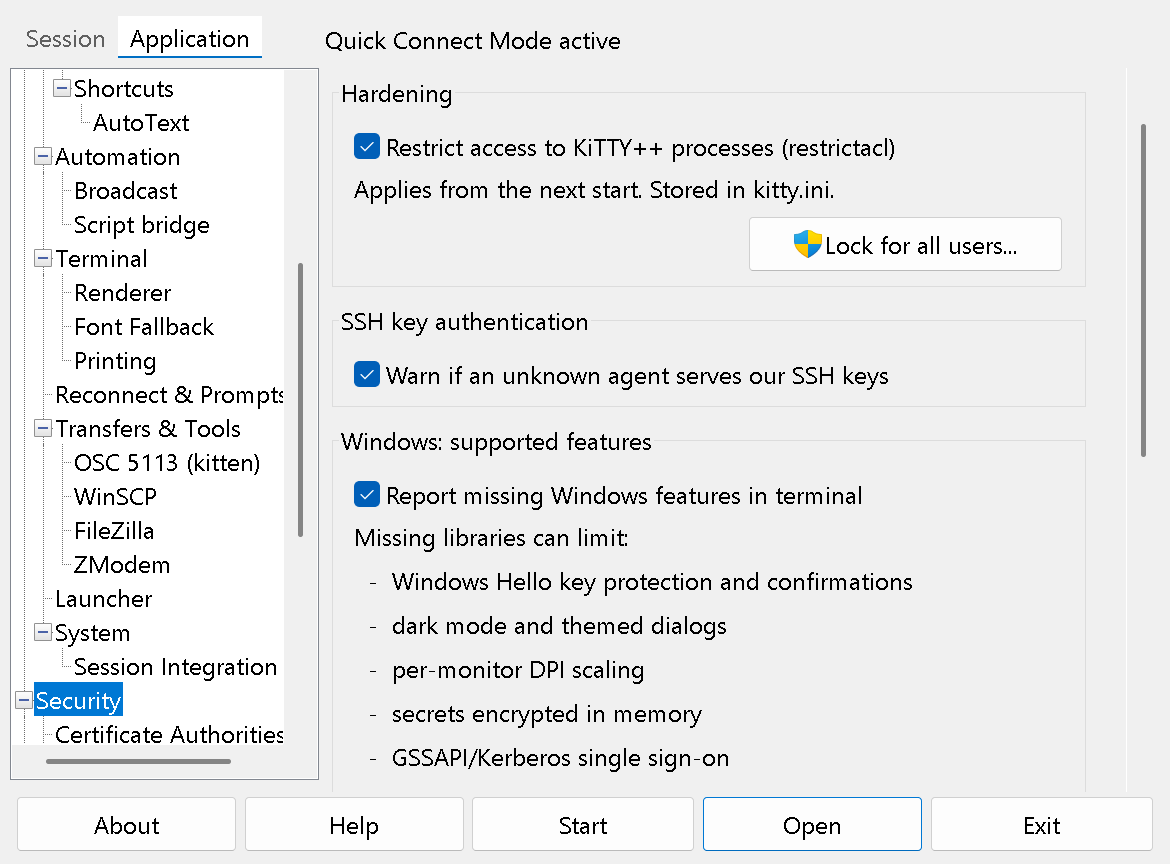 Session
Application
Quick Connect Mode active
Shortcuts
AutoText
Automation
Broadcast
Script bridge
Terminal
Renderer
Font Fallback
Printing
Reconnect & Prompts
Transfers & Tools
OSC 5113 (kitten)
WinSCP
FileZilla
ZModem
Launcher
System
Session Integration
Security
Certificate Authorities
Hardening
Restrict access to KiTTY++ processes (restrictacl)
Applies from the next start. Stored in kitty.ini.
Lock for all users...
SSH key authentication
Warn if an unknown agent serves our SSH keys
Windows: supported features
Report missing Windows features in terminal
Missing libraries can limit:
- Windows Hello key protection and confirmations
- dark mode and themed dialogs
- per-monitor DPI scaling
- secrets encrypted in memory
- GSSAPI/Kerberos single sign-on
About
Help
Start
Open
Exit